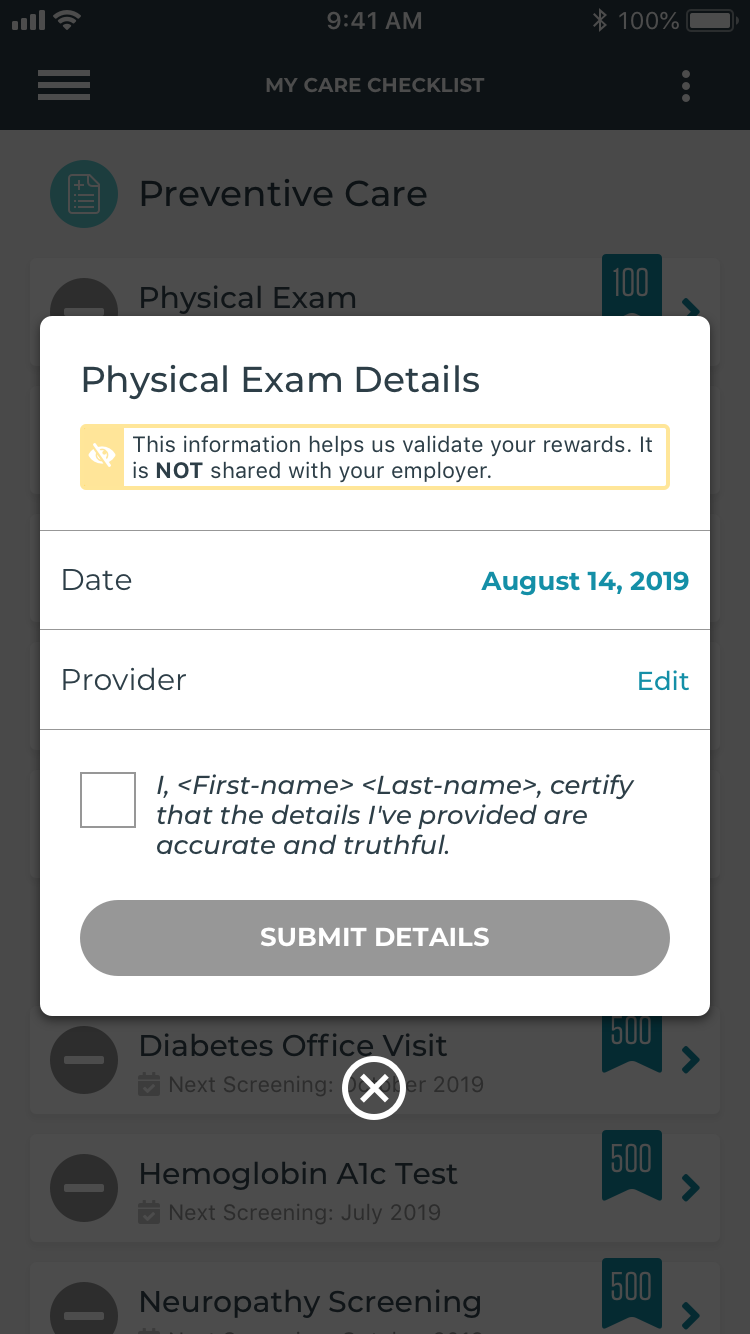 9:41 AM
100%
MY CARE CHECKLIST
Preventive Care
Physical Exam
100
Physical Exam Details
This information helps us validate your rewards. It
is NOT shared with your employer.
Date
August 14, 2019
Provider
Edit
I, <First-name> <Last-name>, certify
that the details I've provided are
accurate and truthful.
SUBMIT DETAILS
Diabetes Office Visit
500
Next Screening: October 2019
Hemoglobin A1c Test
500
Next Screening: July 2019
Neuropathy Screening
500